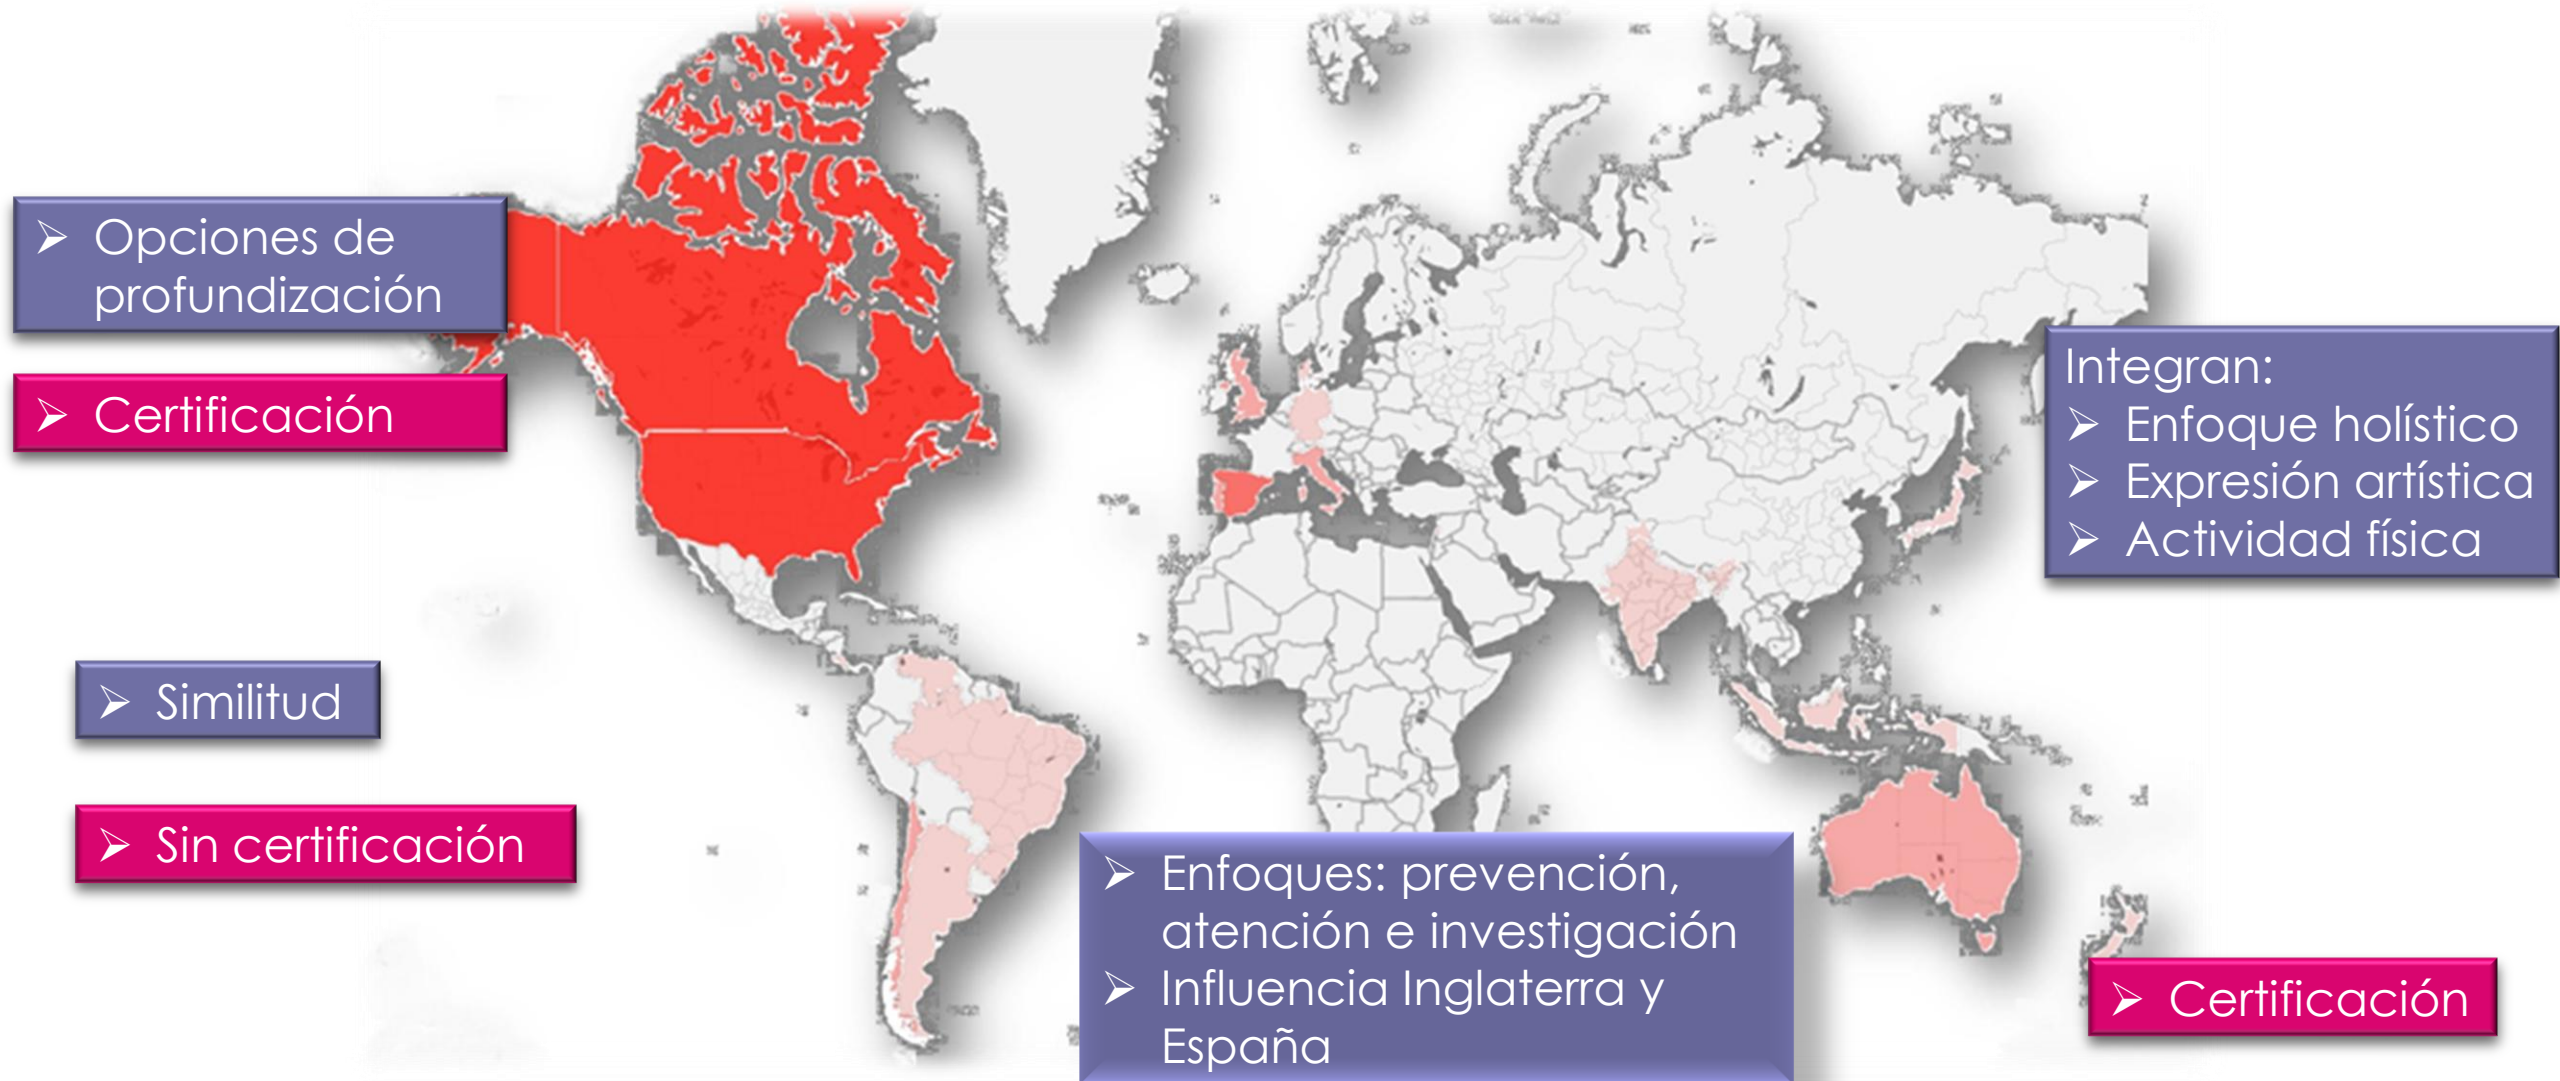 ➢ Opciones de
profundización
➢ Certificación
Integran:
➢ Enfoque holístico
➢ Expresión artística
➢ Actividad física
➢ Similitud
➢ Sin certificación
➢ Enfoques: prevención,
atención e investigación
➢ Influencia Inglaterra y
España
➢ Certificación